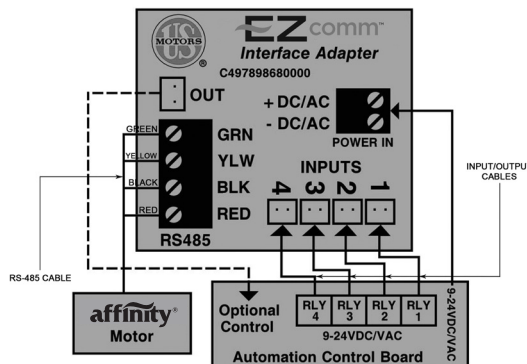 US MOTORS ®
EZ comm™
Interface Adapter
C497898680000
OUT
+ DC/AC
- DC/AC
POWER IN
GREEN GRN
YELLOW YLW
BLACK BLK
RED RED
RS485
INPUTS
4 3 2 1
INPUT/OUTPU
CABLES
RS-485 CABLE
affinity®
Motor
Optional
Control
RLY 4 RLY 3 RLY 2 RLY 1
9-24VDC/VAC
9-24VDC/VAC
Automation Control Board